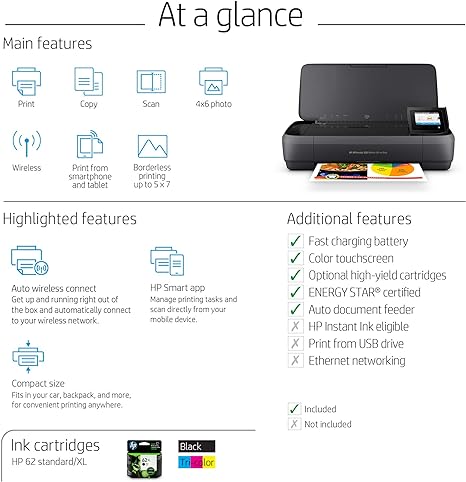 At a glance
Main features
Print
Copy
Scan
4x6 photo
Wireless
Print from
smartphone
and tablet
Borderless
printing
up to 5 x 7
Highlighted features
Auto wireless connect
Get up and running right out of
the box and automatically connect
to your wireless network.
HP Smart app
Manage printing tasks and
scan directly from your
mobile device.
Compact size
Fits in your car, backpack, and more,
for convenient printing anywhere.
Additional features
✓ Fast charging battery
✓ Color touchscreen
✓ Optional high-yield cartridges
✓ ENERGY STAR® certified
✓ Auto document feeder
✗ HP Instant Ink eligible
✗ Print from USB drive
✗ Ethernet networking
✓ Included
✗ Not included
Ink cartridges
HP 62 standard/XL
hp
62
Black
Tri-color